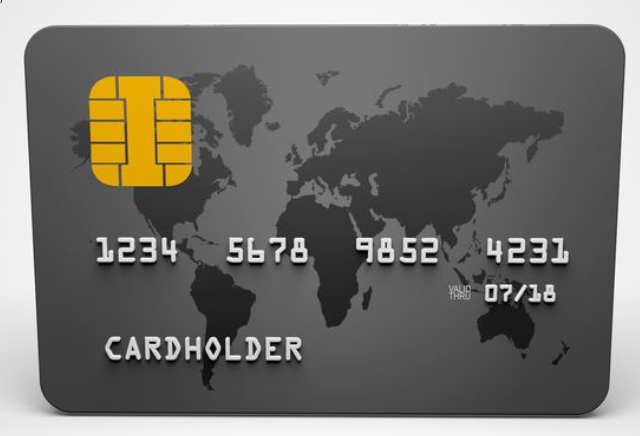 1234 5678 9852 4231
VALID
THRU 07/18
CARDHOLDER